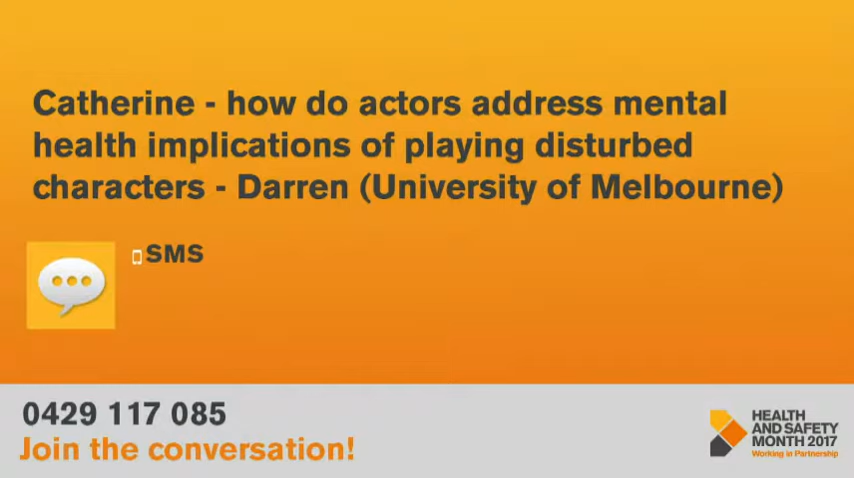 Catherine - how do actors address mental
health implications of playing disturbed
characters - Darren (University of Melbourne)
SMS
0429 117 085
Join the conversation!
HEALTH
AND SAFETY
MONTH 2017
Working in Partnership